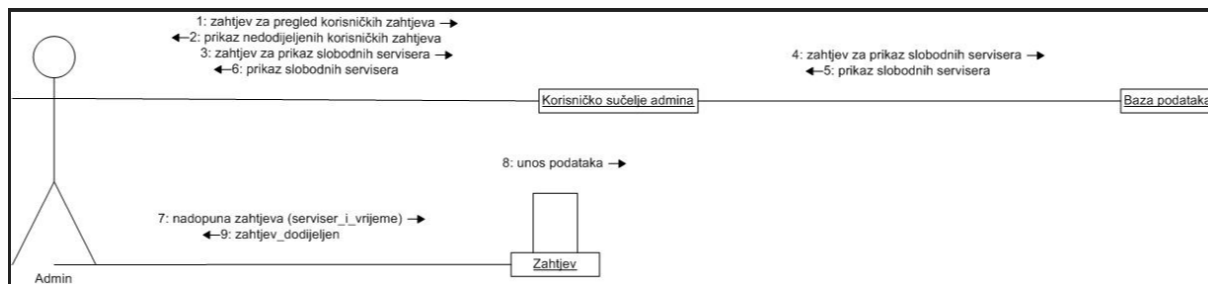 1: zahtjev za pregled korisničkih zahtjeva
2: prikaz nedodijeljenih korisničkih zahtjeva
3: zahtjev za prikaz slobodnih servisera
6: prikaz slobodnih servisera
4: zahtjev za prikaz slobodnih servisera
5: prikaz slobodnih servisera
Korisničko sučelje admina
Baza podataka
8: unos podataka
7: nadopuna zahtjeva (serviser_i_vrijeme)
9: zahtjev_dodijeljen
Zahtjev
Admin